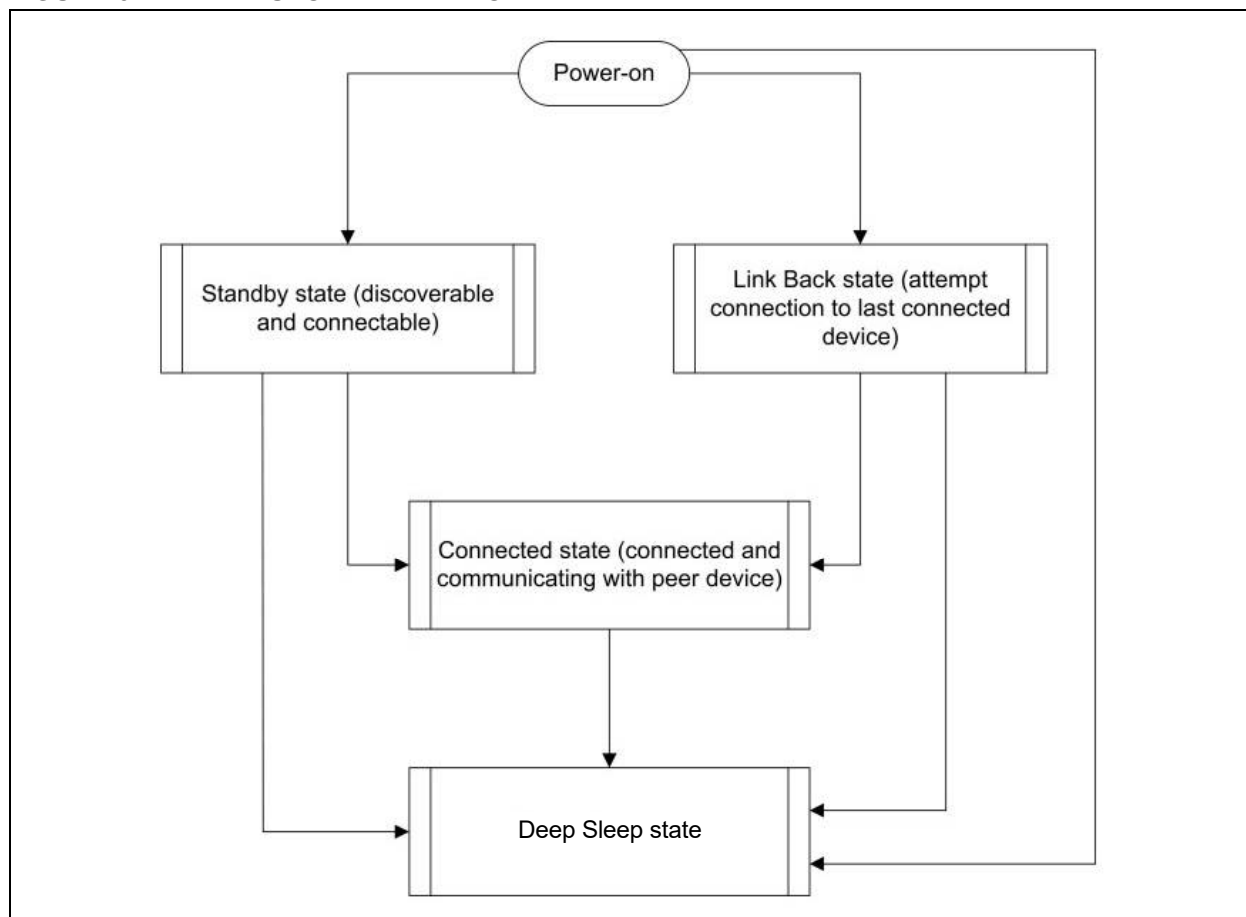 Power-on
Standby state (discoverable
and connectable)
Link Back state (attempt
connection to last connected
device)
Connected state (connected and
communicating with peer device)
Deep Sleep state